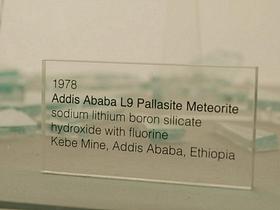 1978
Addis Ababa L9 Pallasite Meteorite
sodium lithium boron silicate
hydroxide with fluorine
Kebe Mine, Addis Ababa, Ethiopia